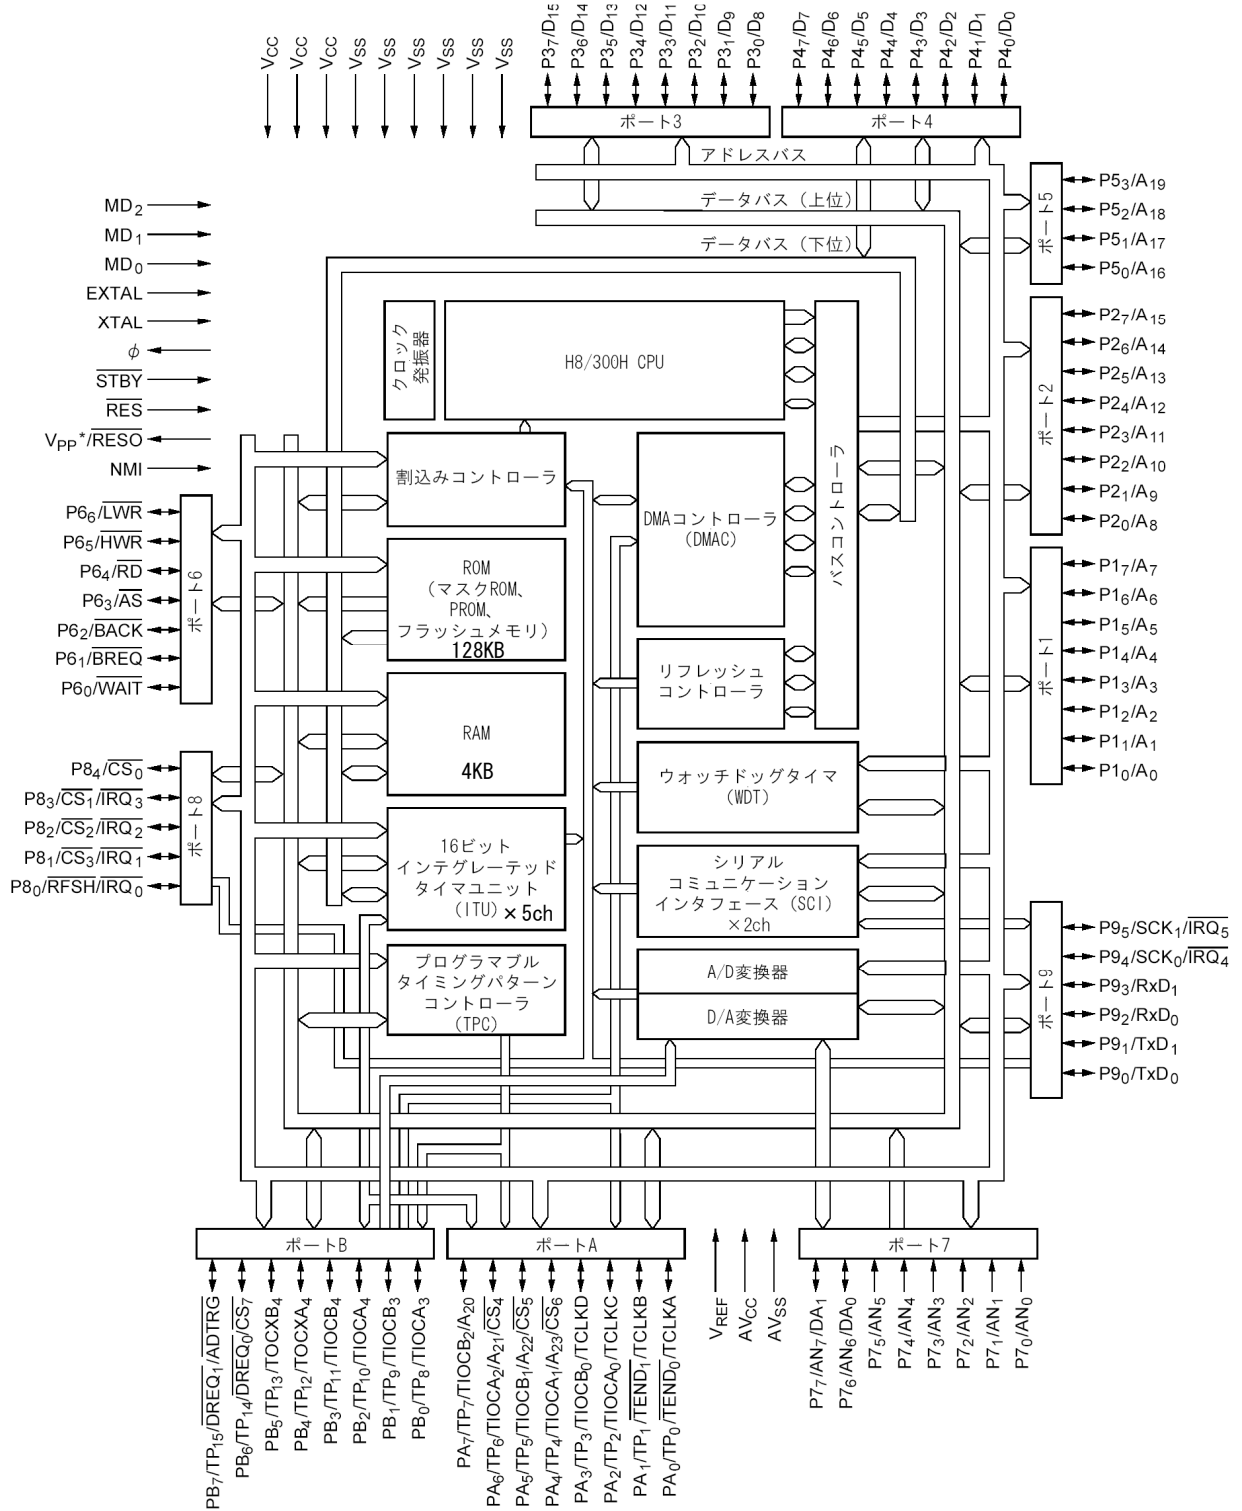 VCC
VCC
VCC
VSS
VSS
VSS
VSS
VSS
VSS
P37/D15
P36/D14
P35/D13
P34/D12
P33/D11
P32/D10
P31/D9
P30/D8
P47/D7
P46/D6
P45/D5
P44/D4
P43/D3
P42/D2
P41/D1
P40/D0
ポート3
ポート4
アドレスバス
データバス（上位）
データバス（下位）
MD2
MD1
MD0
EXTAL
XTAL
φ
STBY
RES
VPP*/RESO
NMI
P66/LWR
P65/HWR
P64/RD
P63/AS
P62/BACK
P61/BREQ
P60/WAIT
ポート6
P84/CS0
P83/CS1/IRQ3
P82/CS2/IRQ2
P81/CS3/IRQ1
P80/RFSH/IRQ0
ポート8
クロック
発振器
H8/300H CPU
割込みコントローラ
ROM
（マスクROM、
PROM、
フラッシュメモリ）
128KB
RAM
4KB
16ビット
インテグレーテッド
タイマユニット
（ITU）×5ch
プログラマブル
タイミングパターン
コントローラ
（TPC）
DMAコントローラ
（DMAC）
バスコントローラ
リフレッシュ
コントローラ
ウォッチドッグタイマ
（WDT）
シリアル
コミュニケーション
インタフェース（SCI）
×2ch
A/D変換器
D/A変換器
ポート5
P53/A19
P52/A18
P51/A17
P50/A16
ポート2
P27/A15
P26/A14
P25/A13
P24/A12
P23/A11
P22/A10
P21/A9
P20/A8
ポート1
P17/A7
P16/A6
P15/A5
P14/A4
P13/A3
P12/A2
P11/A1
P10/A0
ポート9
P95/SCK1/IRQ5
P94/SCK0/IRQ4
P93/RxD1
P92/RxD0
P91/TxD1
P90/TxD0
ポートB
ポートA
ポート7
PB7/TP15/DREQ1/ADTRG
PB6/TP14/DREQ0/CS7
PB5/TP13/TOCXB4
PB4/TP12/TOCXA4
PB3/TP11/TIOCB4
PB2/TP10/TIOCA4
PB1/TP9/TIOCB3
PB0/TP8/TIOCA3
PA7/TP7/TIOCB2/A20
PA6/TP6/TIOCA2/A21/CS4
PA5/TP5/TIOCB1/A22/CS5
PA4/TP4/TIOCA1/A23/CS6
PA3/TP3/TIOCB0/TCLKD
PA2/TP2/TIOCA0/TCLKC
PA1/TP1/TEND1/TCLKB
PA0/TP0/TEND0/TCLKA
VREF
AVCC
AVSS
P77/AN7/DA1
P76/AN6/DA0
P75/AN5
P74/AN4
P73/AN3
P72/AN2
P71/AN1
P70/AN0